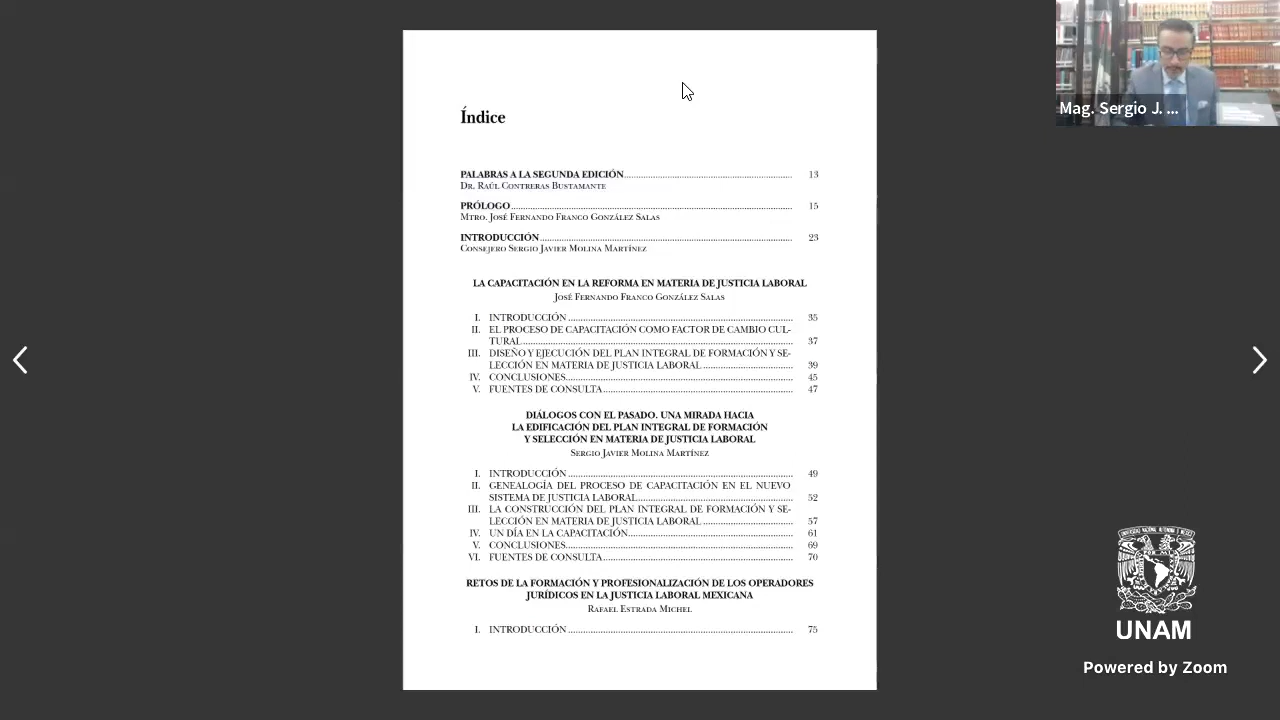 Índice
PALABRAS A LA SEGUNDA EDICIÓN 13
Dr. Raúl Contreras Bustamante
PRÓLOGO 15
Mtro. José Fernando Franco González Salas
INTRODUCCIÓN 23
Consejero Sergio Javier Molina Martínez
LA CAPACITACIÓN EN LA REFORMA EN MATERIA DE JUSTICIA LABORAL
José Fernando Franco González Salas
I. INTRODUCCIÓN 35
II. EL PROCESO DE CAPACITACIÓN COMO FACTOR DE CAMBIO CUL-
TURAL 37
III. DISEÑO Y EJECUCIÓN DEL PLAN INTEGRAL DE FORMACIÓN Y SE-
LECCIÓN EN MATERIA DE JUSTICIA LABORAL 39
IV. CONCLUSIONES 45
V. FUENTES DE CONSULTA 47
DIÁLOGOS CON EL PASADO. UNA MIRADA HACIA
LA EDIFICACIÓN DEL PLAN INTEGRAL DE FORMACIÓN
Y SELECCIÓN EN MATERIA DE JUSTICIA LABORAL
Sergio Javier Molina Martínez
I. INTRODUCCIÓN 49
II. GENEALOGÍA DEL PROCESO DE CAPACITACIÓN EN EL NUEVO
SISTEMA DE JUSTICIA LABORAL 52
III. LA CONSTRUCCIÓN DEL PLAN INTEGRAL DE FORMACIÓN Y SE-
LECCIÓN EN MATERIA DE JUSTICIA LABORAL 57
IV. UN DÍA EN LA CAPACITACIÓN 61
V. CONCLUSIONES 69
VI. FUENTES DE CONSULTA 70
RETOS DE LA FORMACIÓN Y PROFESIONALIZACIÓN DE LOS OPERADORES
JURÍDICOS EN LA JUSTICIA LABORAL MEXICANA
Rafael Estrada Michel
I. INTRODUCCIÓN 75
Mag. Sergio J. ...
UNAM
Powered by Zoom